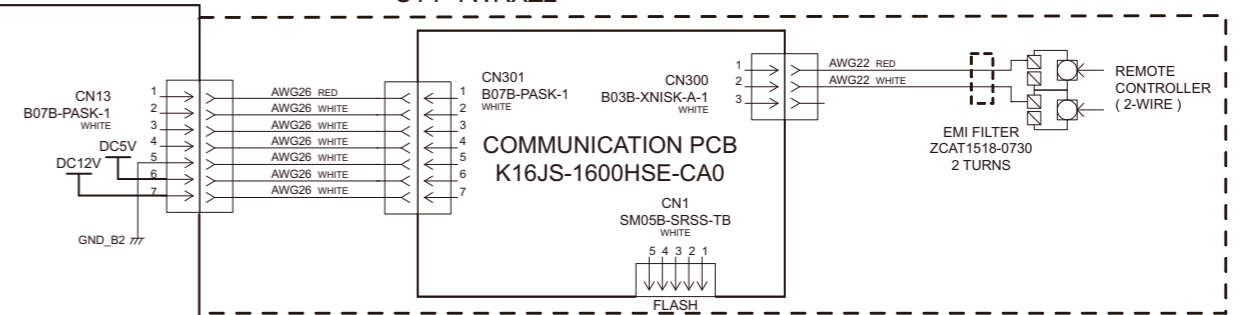 CN13
B07B-PASK-1
WHITE
DC5V
DC12V
GND_B2
1
2
3
4
5
6
7
AWG26 RED
AWG26 WHITE
AWG26 WHITE
AWG26 WHITE
AWG26 WHITE
AWG26 WHITE
AWG26 WHITE
1
2
3
4
5
6
7
CN301
B07B-PASK-1
WHITE
CN300
B03B-XNISK-A-1
WHITE
1
2
3
COMMUNICATION PCB
K16JS-1600HSE-CA0
CN1
SM05B-SRSS-TB
WHITE
5 4 3 2 1
FLASH
AWG22 RED
AWG22 WHITE
EMI FILTER
ZCAT1518-0730
2 TURNS
REMOTE
CONTROLLER
( 2-WIRE )